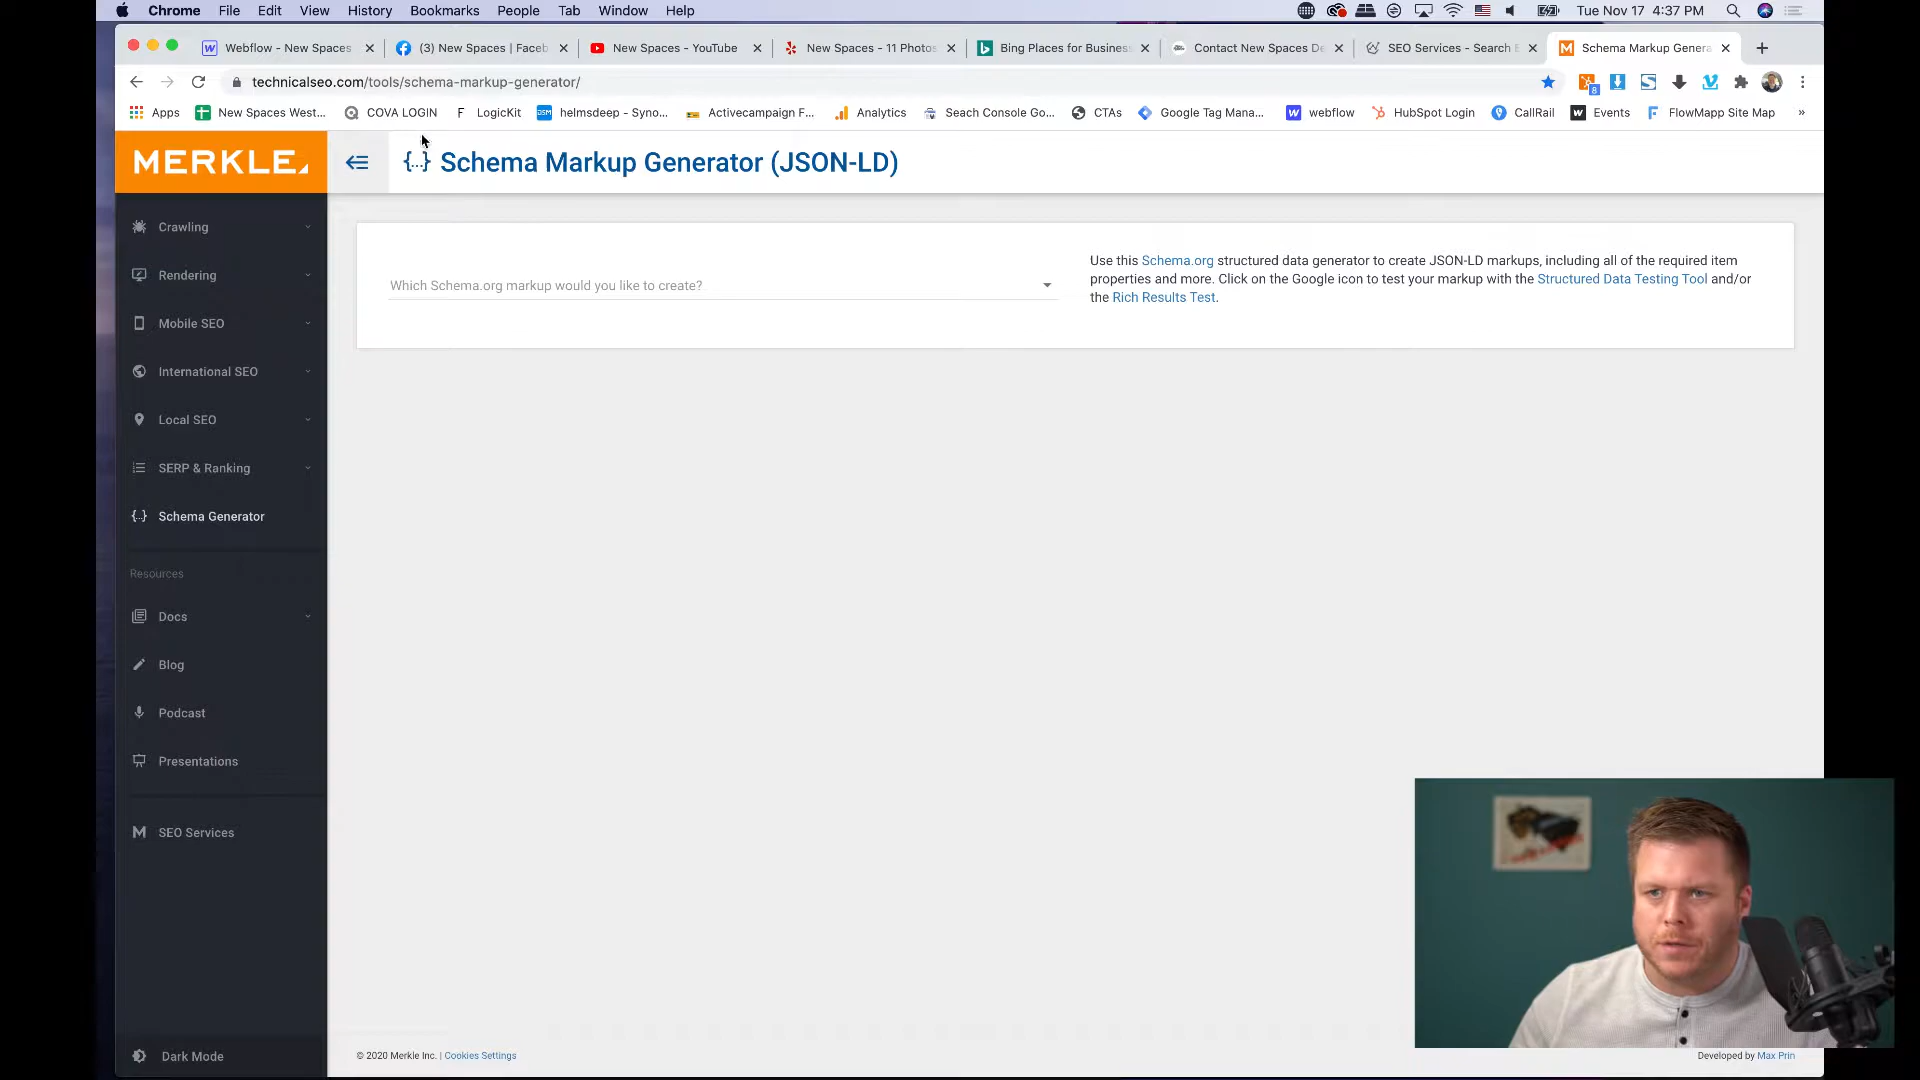 Chrome File Edit View History Bookmarks People Tab Window Help Tue Nov 17 4:37 PM
Webflow - New Spaces (3) New Spaces | Faceb New Spaces - YouTube New Spaces - 11 Photos Bing Places for Business Contact New Spaces De SEO Services - Search E Schema Markup Genera
technicalseo.com/tools/schema-markup-generator/ 8
Apps New Spaces West... COVA LOGIN F LogicKit DSM helmsdeep - Syno... Activecampaign F... Analytics Seach Console Go... CTAs Google Tag Mana... webflow HubSpot Login CallRail Events FlowMapp Site Map »
MERKLE {...} Schema Markup Generator (JSON-LD)
Crawling
Rendering
Mobile SEO
International SEO
Local SEO
SERP & Ranking
Schema Generator
Resources
Docs
Blog
Podcast
Presentations
SEO Services
Dark Mode
Which Schema.org markup would you like to create?
Use this Schema.org structured data generator to create JSON-LD markups, including all of the required item
properties and more. Click on the Google icon to test your markup with the Structured Data Testing Tool and/or
the Rich Results Test.
© 2020 Merkle Inc. | Cookies Settings
Developed by Max Prin